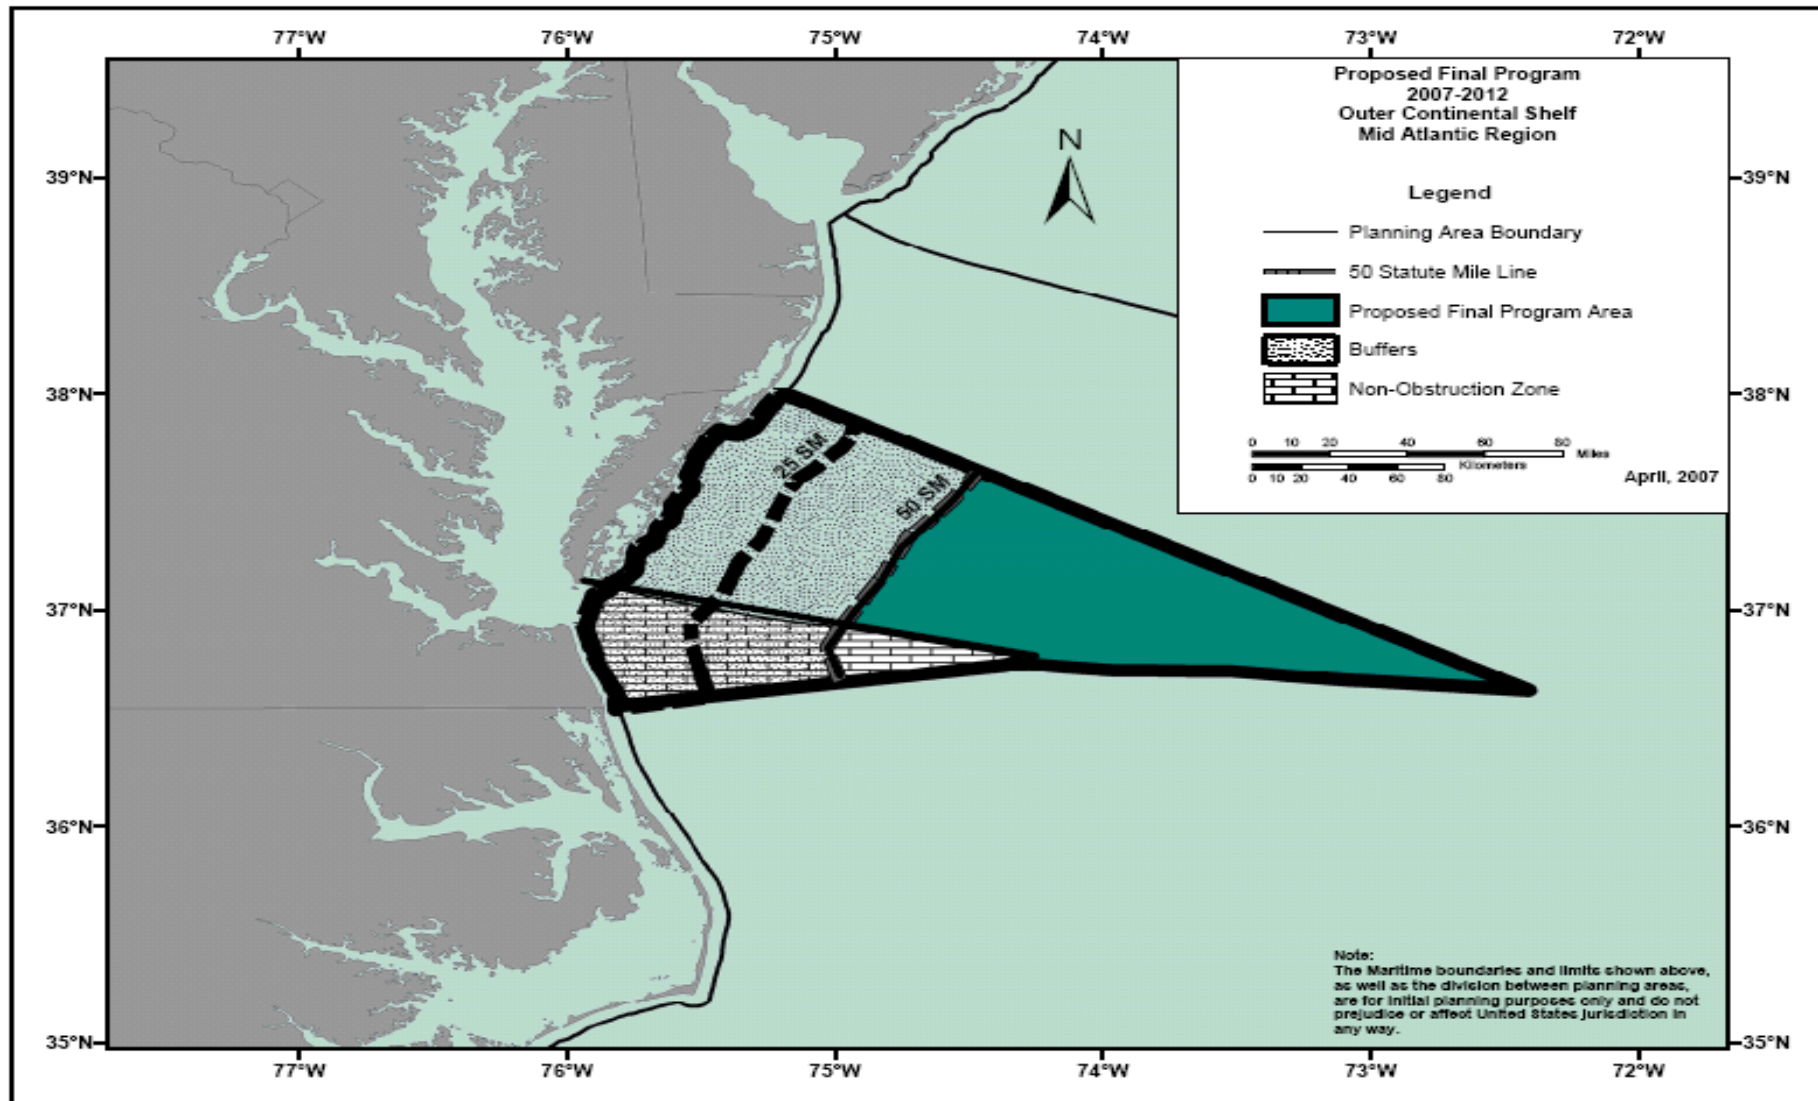 77°W 76°W 75°W 74°W 73°W 72°W
Proposed Final Program
2007-2012
Outer Continental Shelf
Mid Atlantic Region
N
39°N 39°N
Legend
Planning Area Boundary
50 Statute Mile Line
Proposed Final Program Area
Buffers
Non-Obstruction Zone
38°N 38°N
0 10 20 40 60 80 Miles
Kilometers
0 10 20 40 60 80
April, 2007
25 SM
50 SM
37°N 37°N
36°N 36°N
Note:
The Maritime boundaries and limits shown above,
as well as the division between planning areas,
are for initial planning purposes only and do not
prejudice or affect United States jurisdiction in
any way.
35°N 35°N
77°W 76°W 75°W 74°W 73°W 72°W